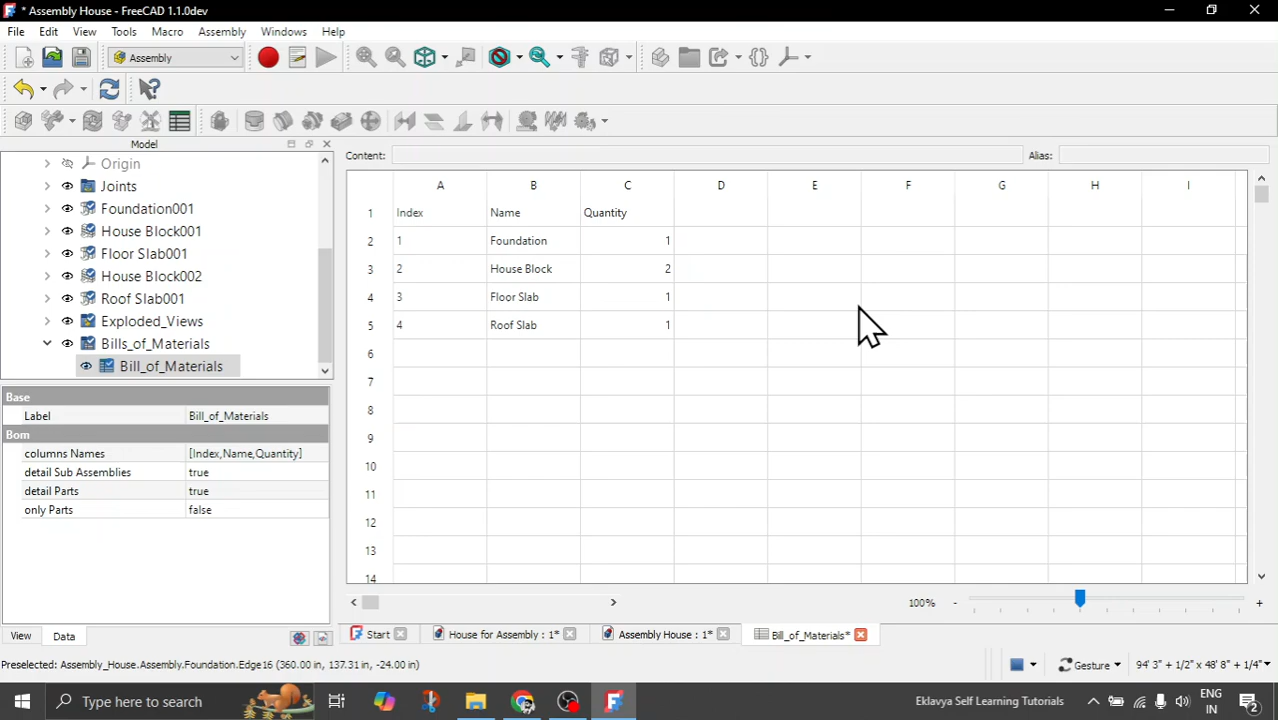 * Assembly House - FreeCAD 1.1.0dev
File Edit View Tools Macro Assembly Windows Help
Assembly
Model
Origin
Joints
Foundation001
House Block001
Floor Slab001
House Block002
Roof Slab001
Exploded_Views
Bills_of_Materials
Bill_of_Materials
Base
Label Bill_of_Materials
Bom
columns Names [Index,Name,Quantity]
detail Sub Assemblies true
detail Parts true
only Parts false
View Data
Content: Alias:
A B C D E F G H I
1 Index Name Quantity
2 1 Foundation 1
3 2 House Block 2
4 3 Floor Slab 1
5 4 Roof Slab 1
6
7
8
9
10
11
12
13
14
100% - +
Start House for Assembly : 1* Assembly House : 1* Bill_of_Materials*
Preselected: Assembly_House.Assembly.Foundation.Edge16 (360.00 in, 137.31 in, -24.00 in) Gesture 94' 3" + 1/2" x 48' 8" + 1/4"
Type here to search Eklavya Self Learning Tutorials ENG IN 2